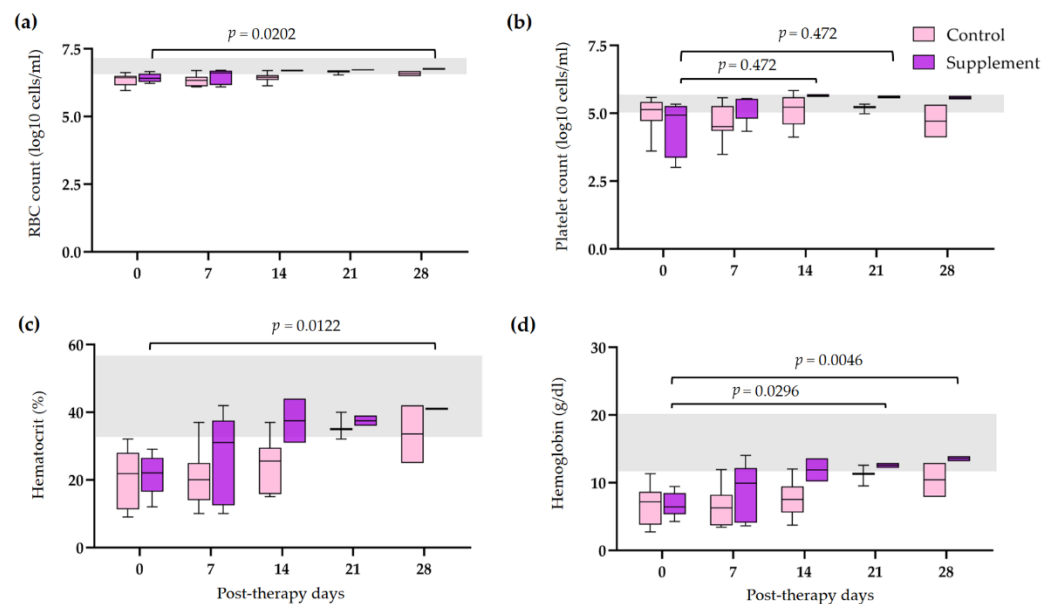 (a)
p = 0.0202
RBC count (log10 cells/ml)
7.5
5.0
2.5
0.0
0 7 14 21 28
(b)
p = 0.472
p = 0.472
Control
Supplement
Platelet count (log10 cells/ml)
7.5
5.0
2.5
0.0
0 7 14 21 28
(c)
p = 0.0122
Hematocrit (%)
60
40
20
0
0 7 14 21 28
Post-therapy days
(d)
p = 0.0046
p = 0.0296
Hemoglobin (g/dl)
30
20
10
0
0 7 14 21 28
Post-therapy days